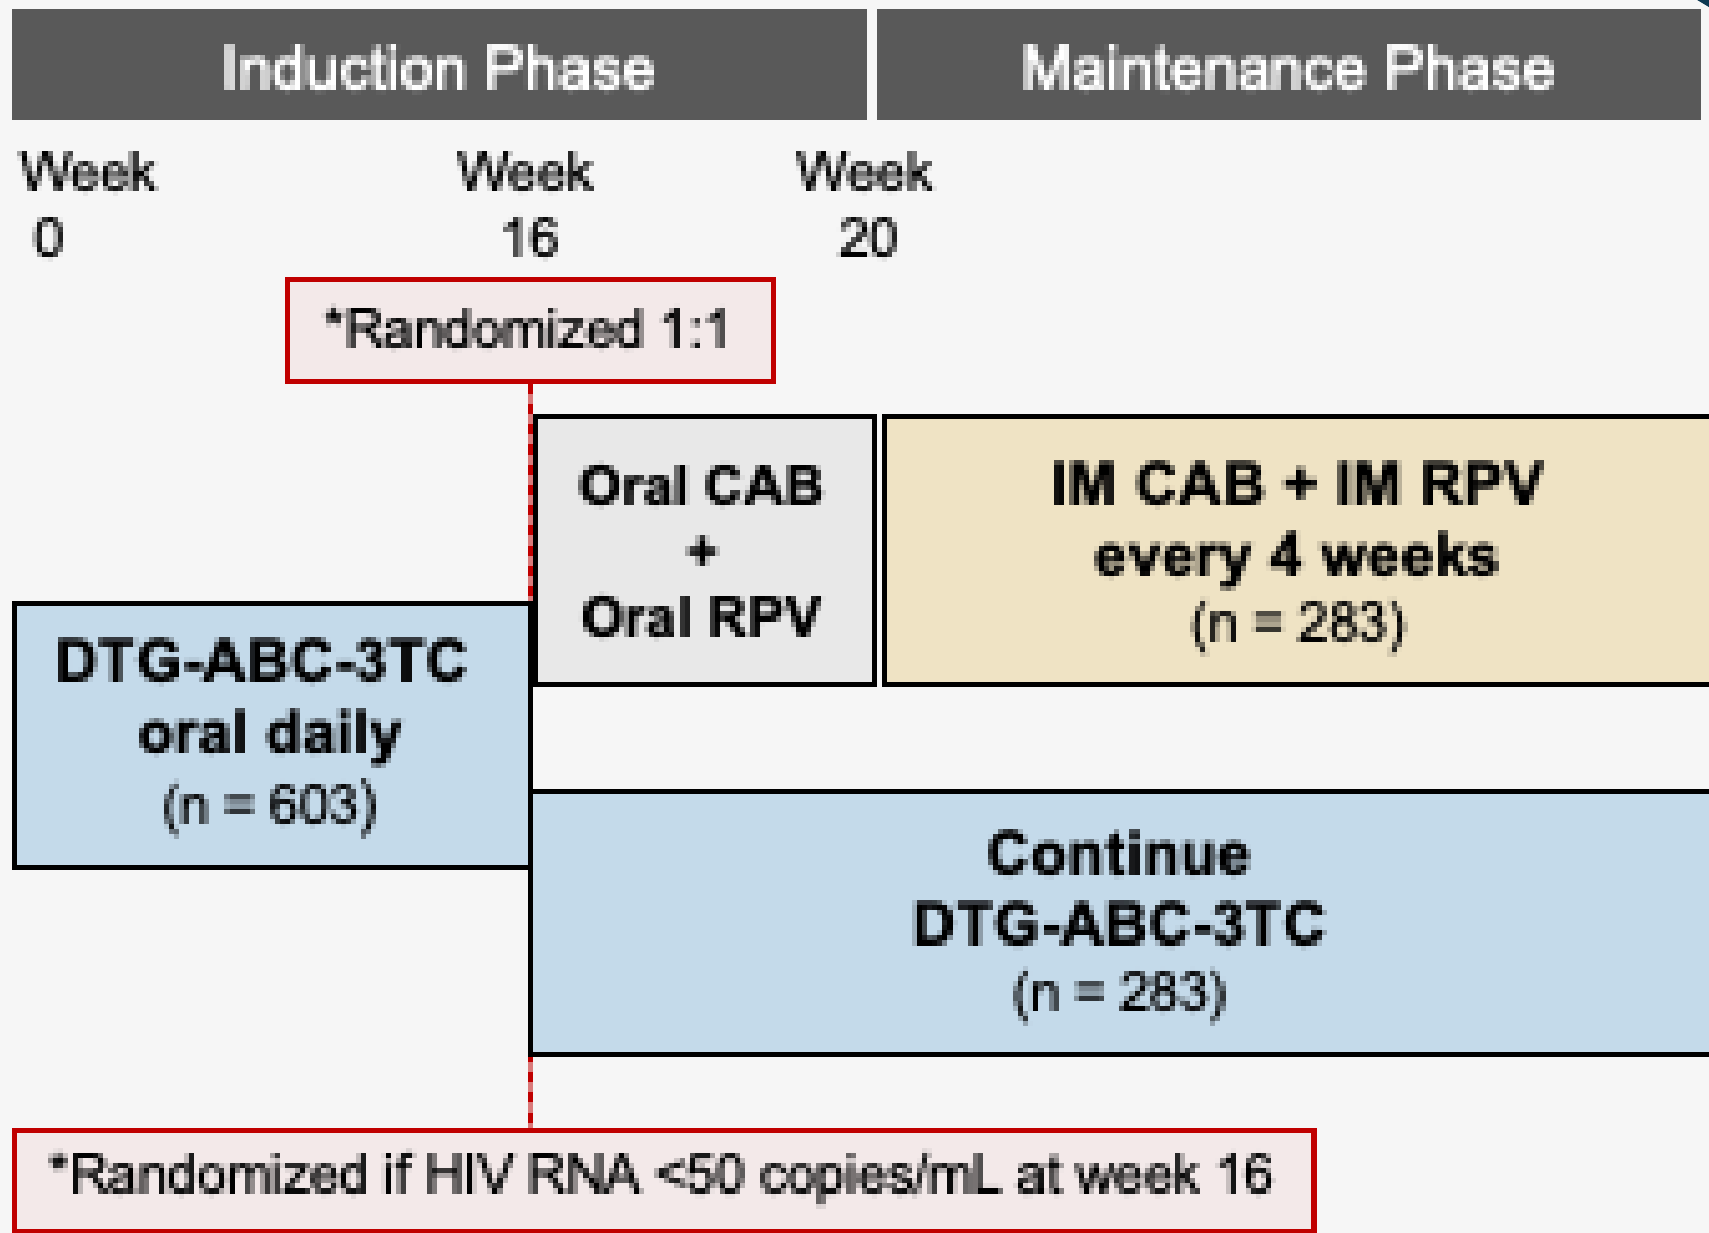 Induction Phase
Maintenance Phase
Week
0
Week
16
Week
20
*Randomized 1:1
Oral CAB
+
Oral RPV
IM CAB + IM RPV
every 4 weeks
(n = 283)
DTG-ABC-3TC
oral daily
(n = 603)
Continue
DTG-ABC-3TC
(n = 283)
*Randomized if HIV RNA <50 copies/mL at week 16